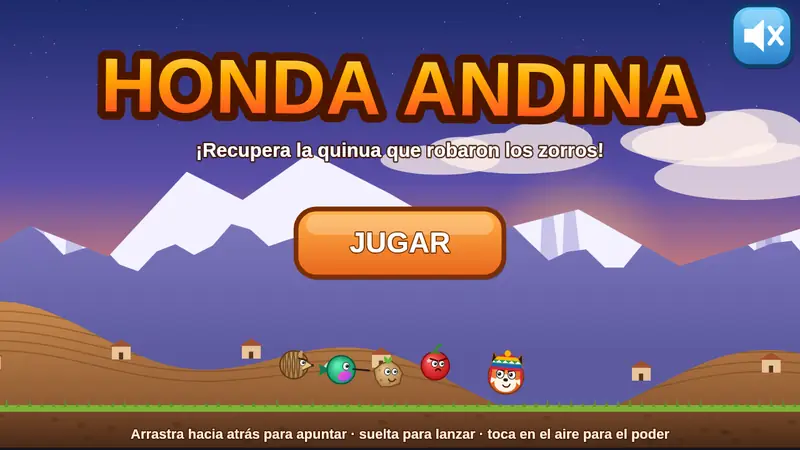 HONDA ANDINA
¡Recupera la quinua que robaron los zorros!
JUGAR
Arrastra hacia atrás para apuntar · suelta para lanzar · toca en el aire para el poder